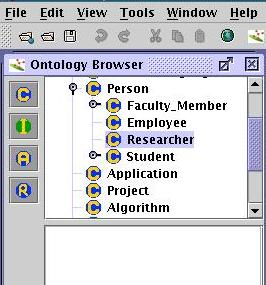 File Edit View Tools Window Help
Ontology Browser
C Person
C Faculty_Member
I C Employee
C Researcher
A C Student
C Application
R C Project
C Algorithm